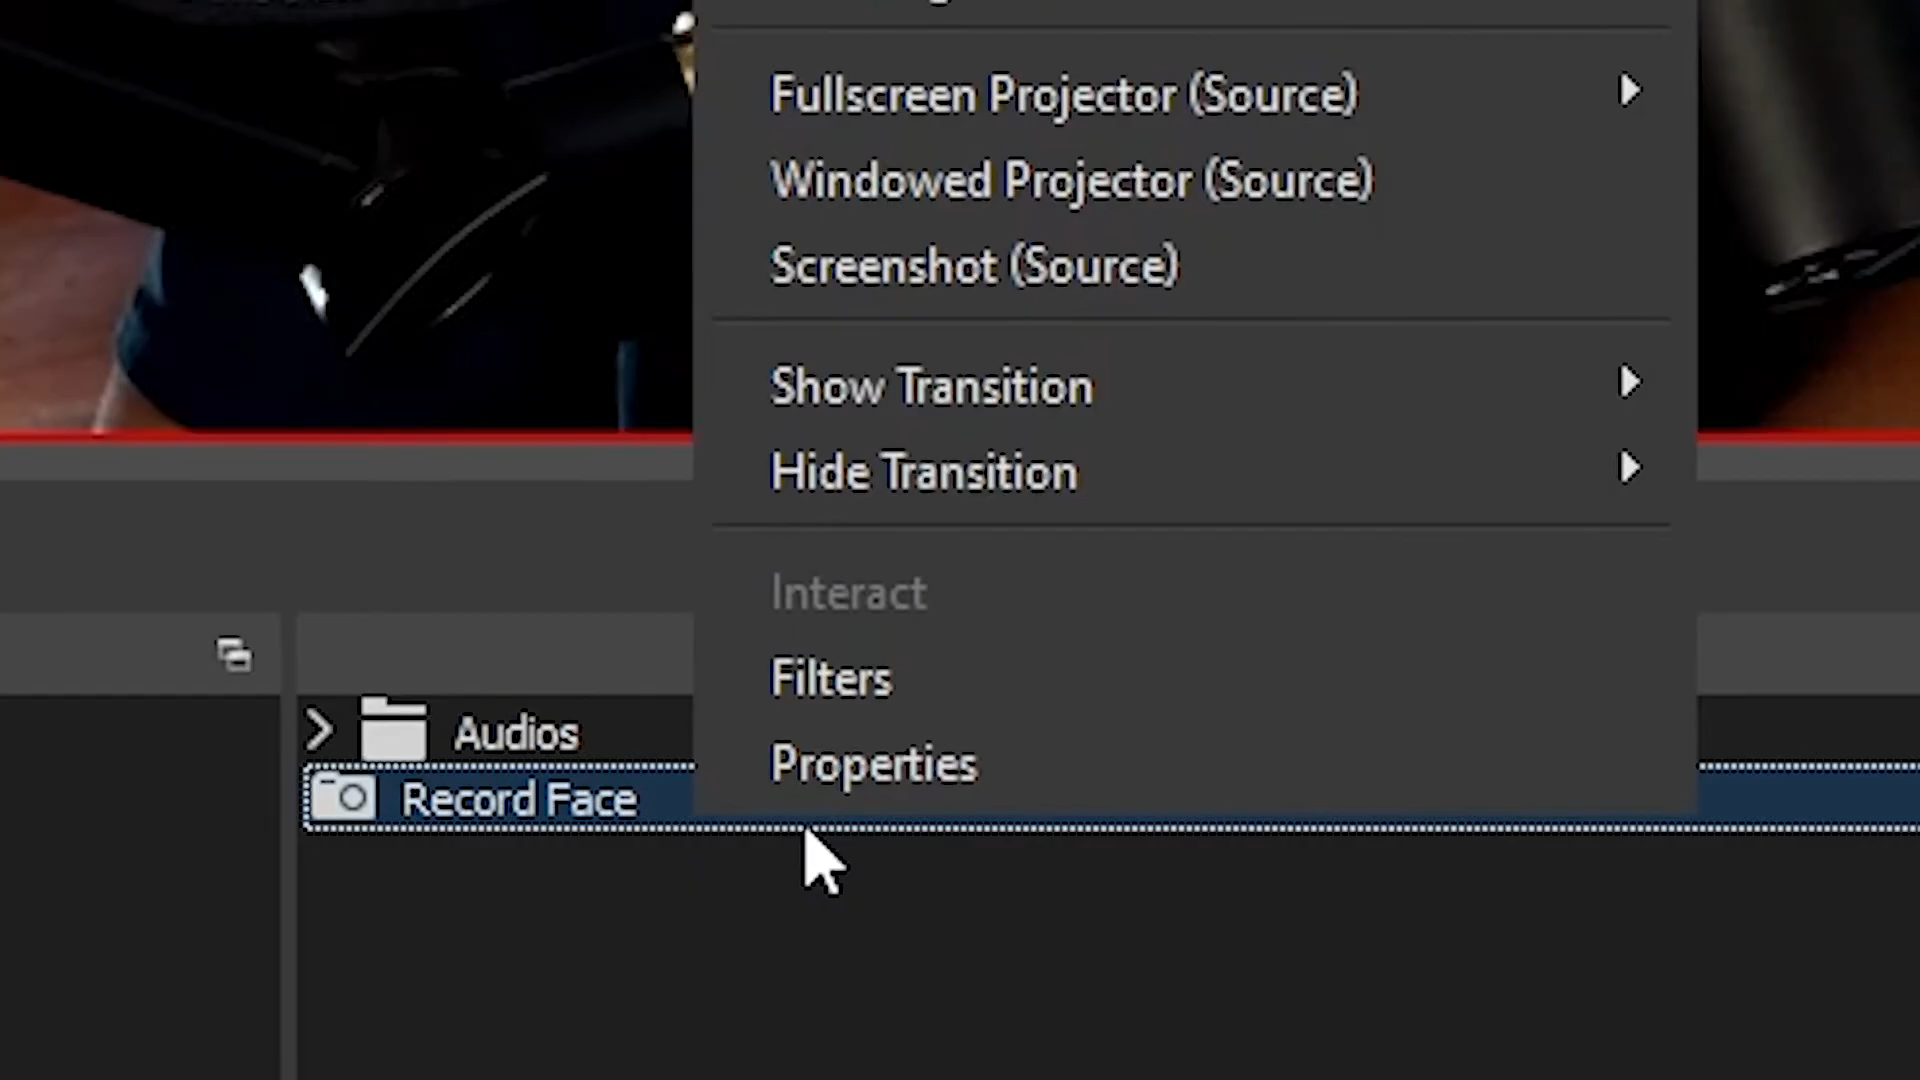 Fullscreen Projector (Source)
Windowed Projector (Source)
Screenshot (Source)
Show Transition
Hide Transition
Interact
Filters
Properties
Audios
Record Face